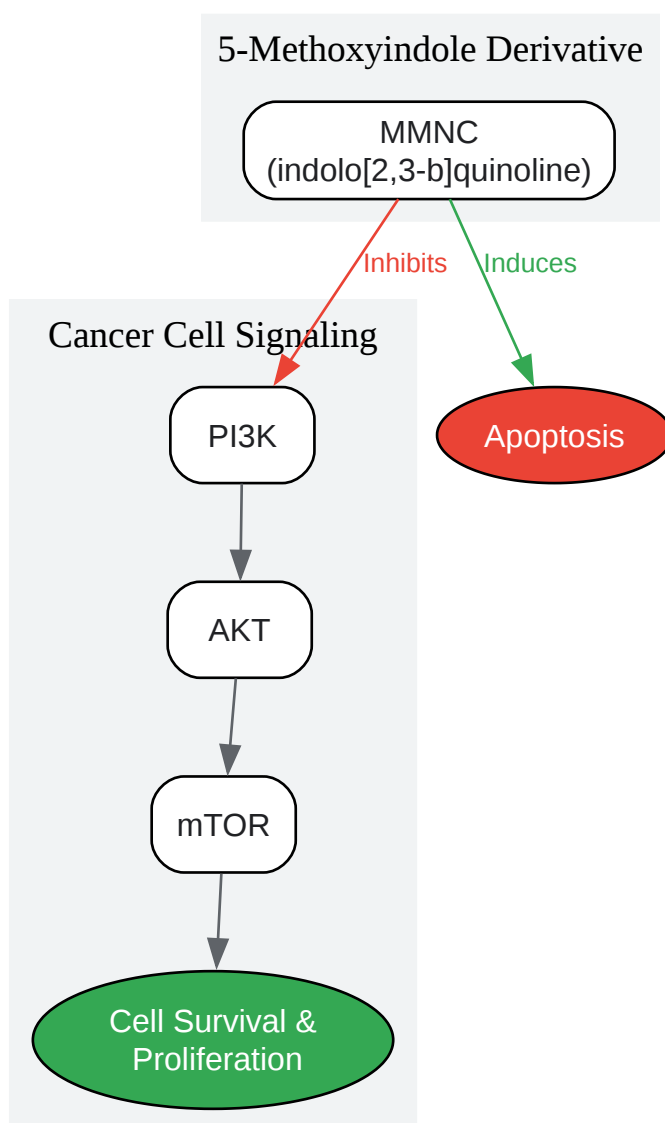 5-Methoxyindole Derivative
MMNC
(indolo[2,3-b]quinoline)
Inhibits
Induces
Cancer Cell Signaling
PI3K
Apoptosis
AKT
mTOR
Cell Survival &
Proliferation